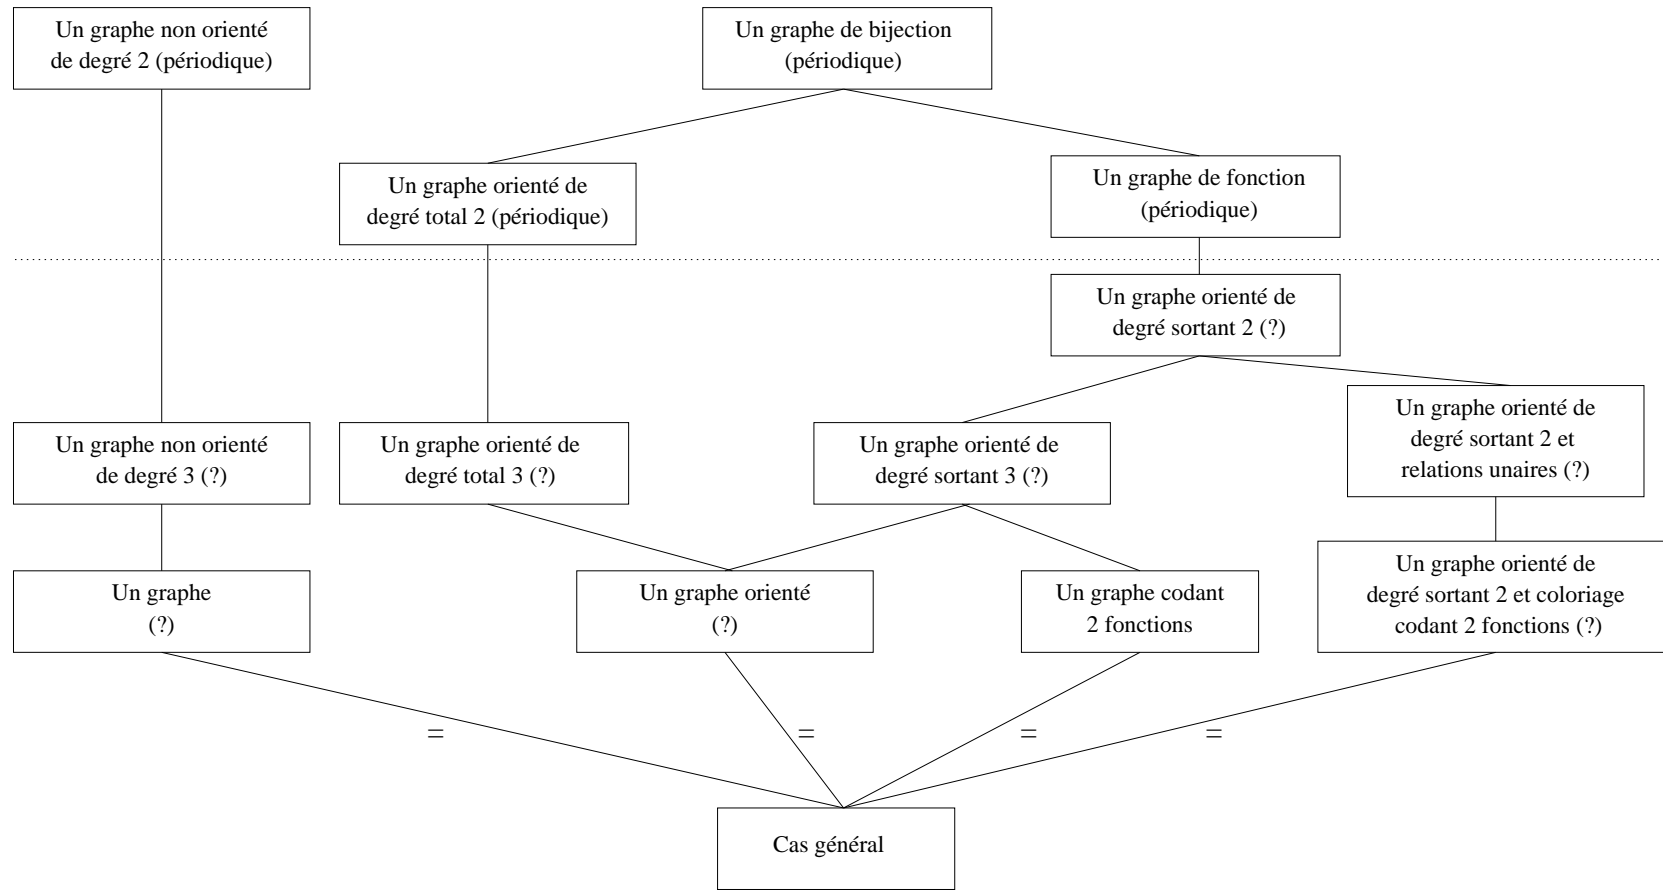 Un graphe non orienté
de degré 2 (périodique)
Un graphe de bijection
(périodique)
Un graphe orienté de
degré total 2 (périodique)
Un graphe de fonction
(périodique)
Un graphe orienté de
degré sortant 2 (?)
Un graphe non orienté
de degré 3 (?)
Un graphe orienté de
degré total 3 (?)
Un graphe orienté de
degré sortant 3 (?)
Un graphe orienté de
degré sortant 2 et
relations unaires (?)
Un graphe
(?)
Un graphe orienté
(?)
Un graphe codant
2 fonctions
Un graphe orienté de
degré sortant 2 et coloriage
codant 2 fonctions (?)
=
=
=
=
Cas général